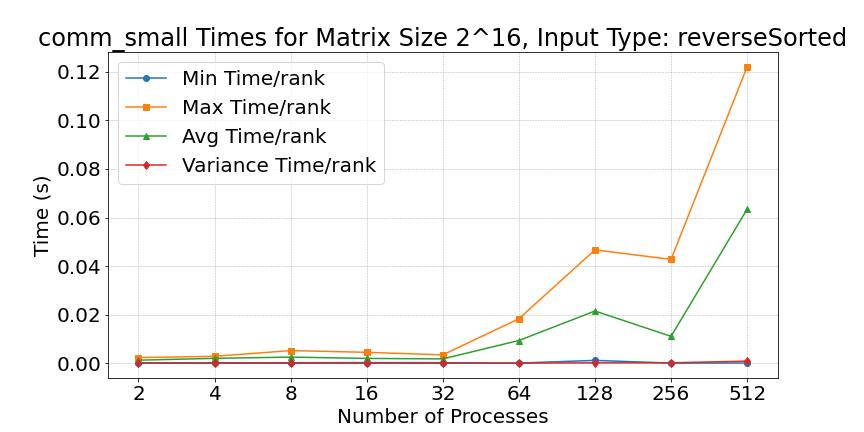 comm_small Times for Matrix Size 2^16, Input Type: reverseSorted
Min Time/rank
Max Time/rank
Avg Time/rank
Variance Time/rank
Time (s)
0.12
0.10
0.08
0.06
0.04
0.02
0.00
2 4 8 16 32 64 128 256 512
Number of Processes